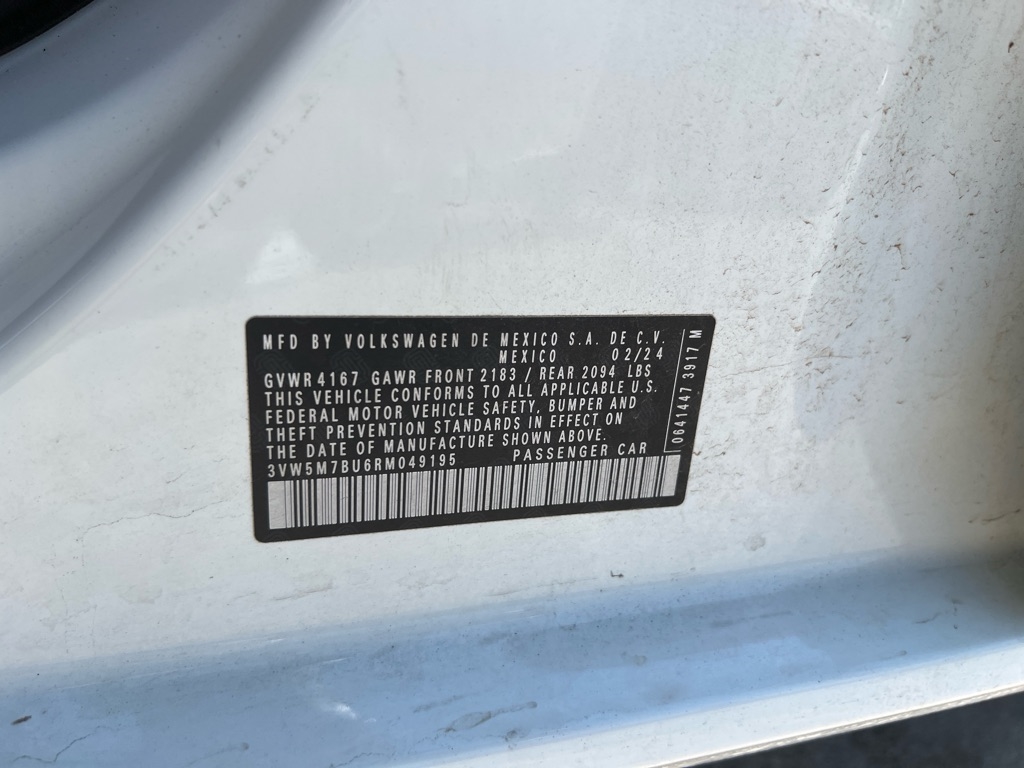 MFD BY VOLKSWAGEN DE MEXICO S.A. DE C.V.
MEXICO 02/24
GVWR 4167 GAWR FRONT 2183 / REAR 2094 LBS
THIS VEHICLE CONFORMS TO ALL APPLICABLE U.S.
FEDERAL MOTOR VEHICLE SAFETY, BUMPER AND
THEFT PREVENTION STANDARDS IN EFFECT ON
THE DATE OF MANUFACTURE SHOWN ABOVE.
3VW5M7BU6RM049195 PASSENGER CAR
0641447 3917 M